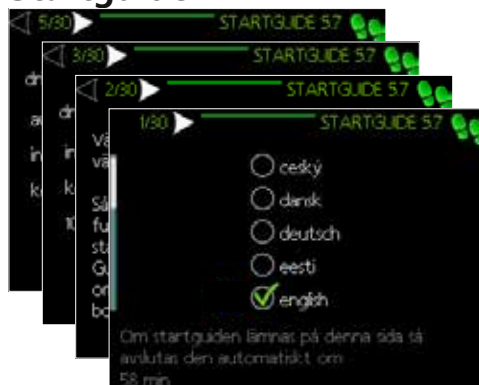 5/30 STARTGUIDE 5.7
3/30 STARTGUIDE 5.7
2/30 STARTGUIDE 5.7
1/30 STARTGUIDE 5.7
český
dansk
deutsch
eesti
english
Om startguiden lämnas på denna sida så
avslutas den automatiskt om
58 min